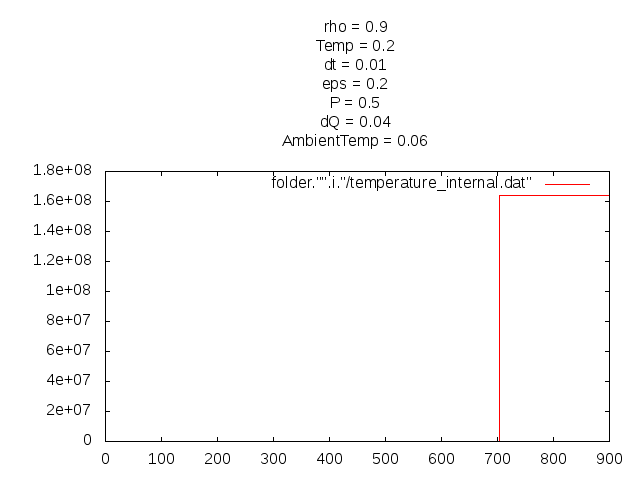 rho = 0.9
Temp = 0.2
dt = 0.01
eps = 0.2
P = 0.5
dQ = 0.04
AmbientTemp = 0.06
1.8e+08
folder."".i."/temperature_internal.dat"
1.6e+08
1.4e+08
1.2e+08
1e+08
8e+07
6e+07
4e+07
2e+07
0
0 100 200 300 400 500 600 700 800 900